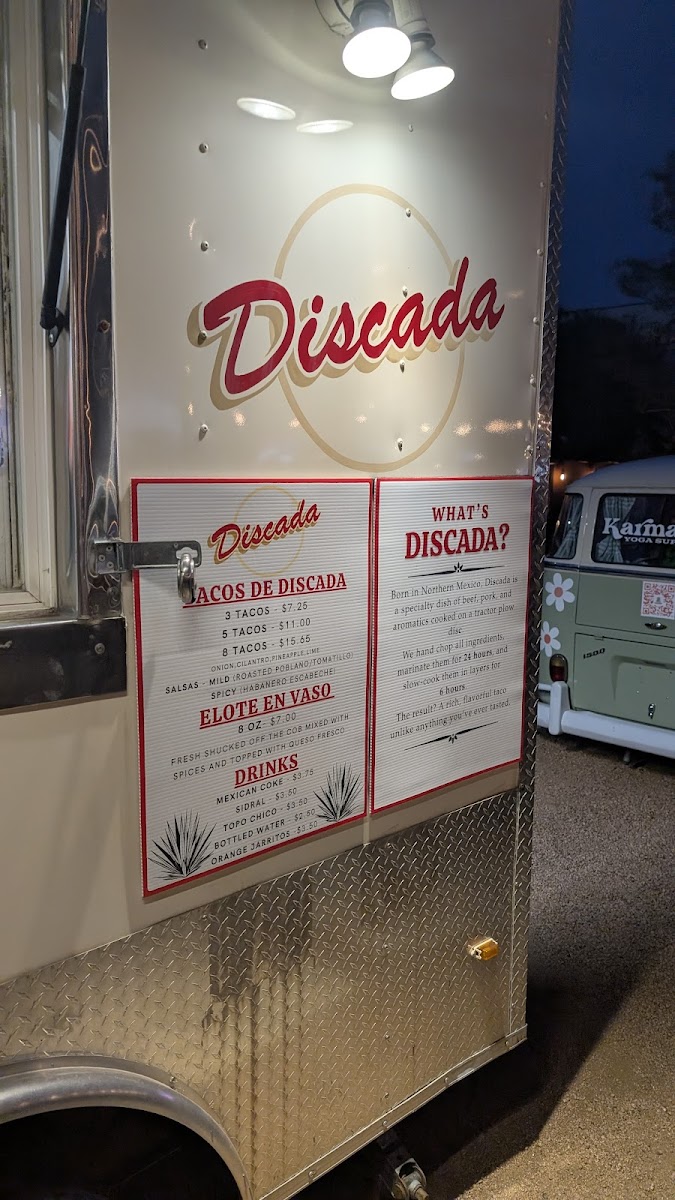 Discada
Discada
TACOS DE DISCADA
3 TACOS - $7.25
5 TACOS - $11.00
8 TACOS - $15.65
ONION,CILANTRO,PINEAPPLE,LIME
SALSAS - MILD (ROASTED POBLANO/TOMATILLO)
SPICY (HABANERO ESCABECHE)
ELOTE EN VASO
8 OZ- $7.00
FRESH SHUCKED OFF THE COB MIXED WITH
SPICES AND TOPPED WITH QUESO FRESCO
DRINKS
MEXICAN COKE - $3.75
SIDRAL - $3.50
TOPO CHICO - $3.50
BOTTLED WATER - $2.50
ORANGE JARRITOS -$3.50
WHAT'S
DISCADA?
Born in Northern Mexico, Discada is
a specialty dish of beef, pork, and
aromatics cooked on a tractor plow
disc.
We hand chop all ingredients,
marinate them for 24 hours, and
slow-cook them in layers for
6 hours.
The result? A rich, flavorful taco
unlike anything you've ever tasted.
Karma
YOGA
1500